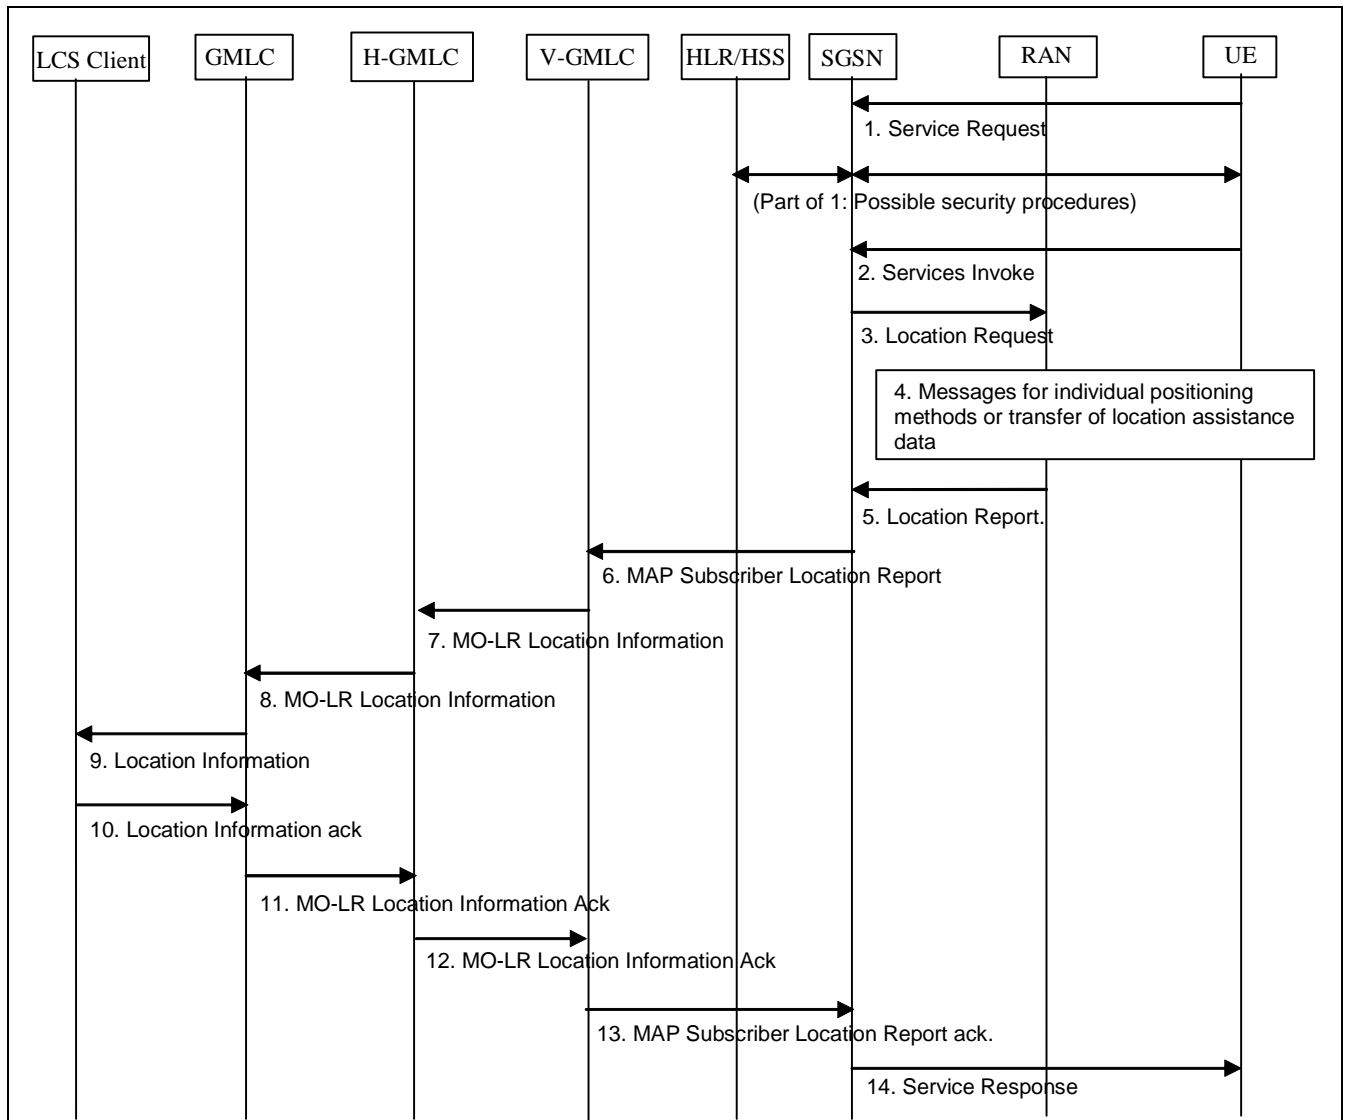 LCS Client
GMLC
H-GMLC
V-GMLC
HLR/HSS
SGSN
RAN
UE
1. Service Request
(Part of 1: Possible security procedures)
2. Services Invoke
3. Location Request
4. Messages for individual positioning
methods or transfer of location assistance
data
5. Location Report.
6. MAP Subscriber Location Report
7. MO-LR Location Information
8. MO-LR Location Information
9. Location Information
10. Location Information ack
11. MO-LR Location Information Ack
12. MO-LR Location Information Ack
13. MAP Subscriber Location Report ack.
14. Service Response